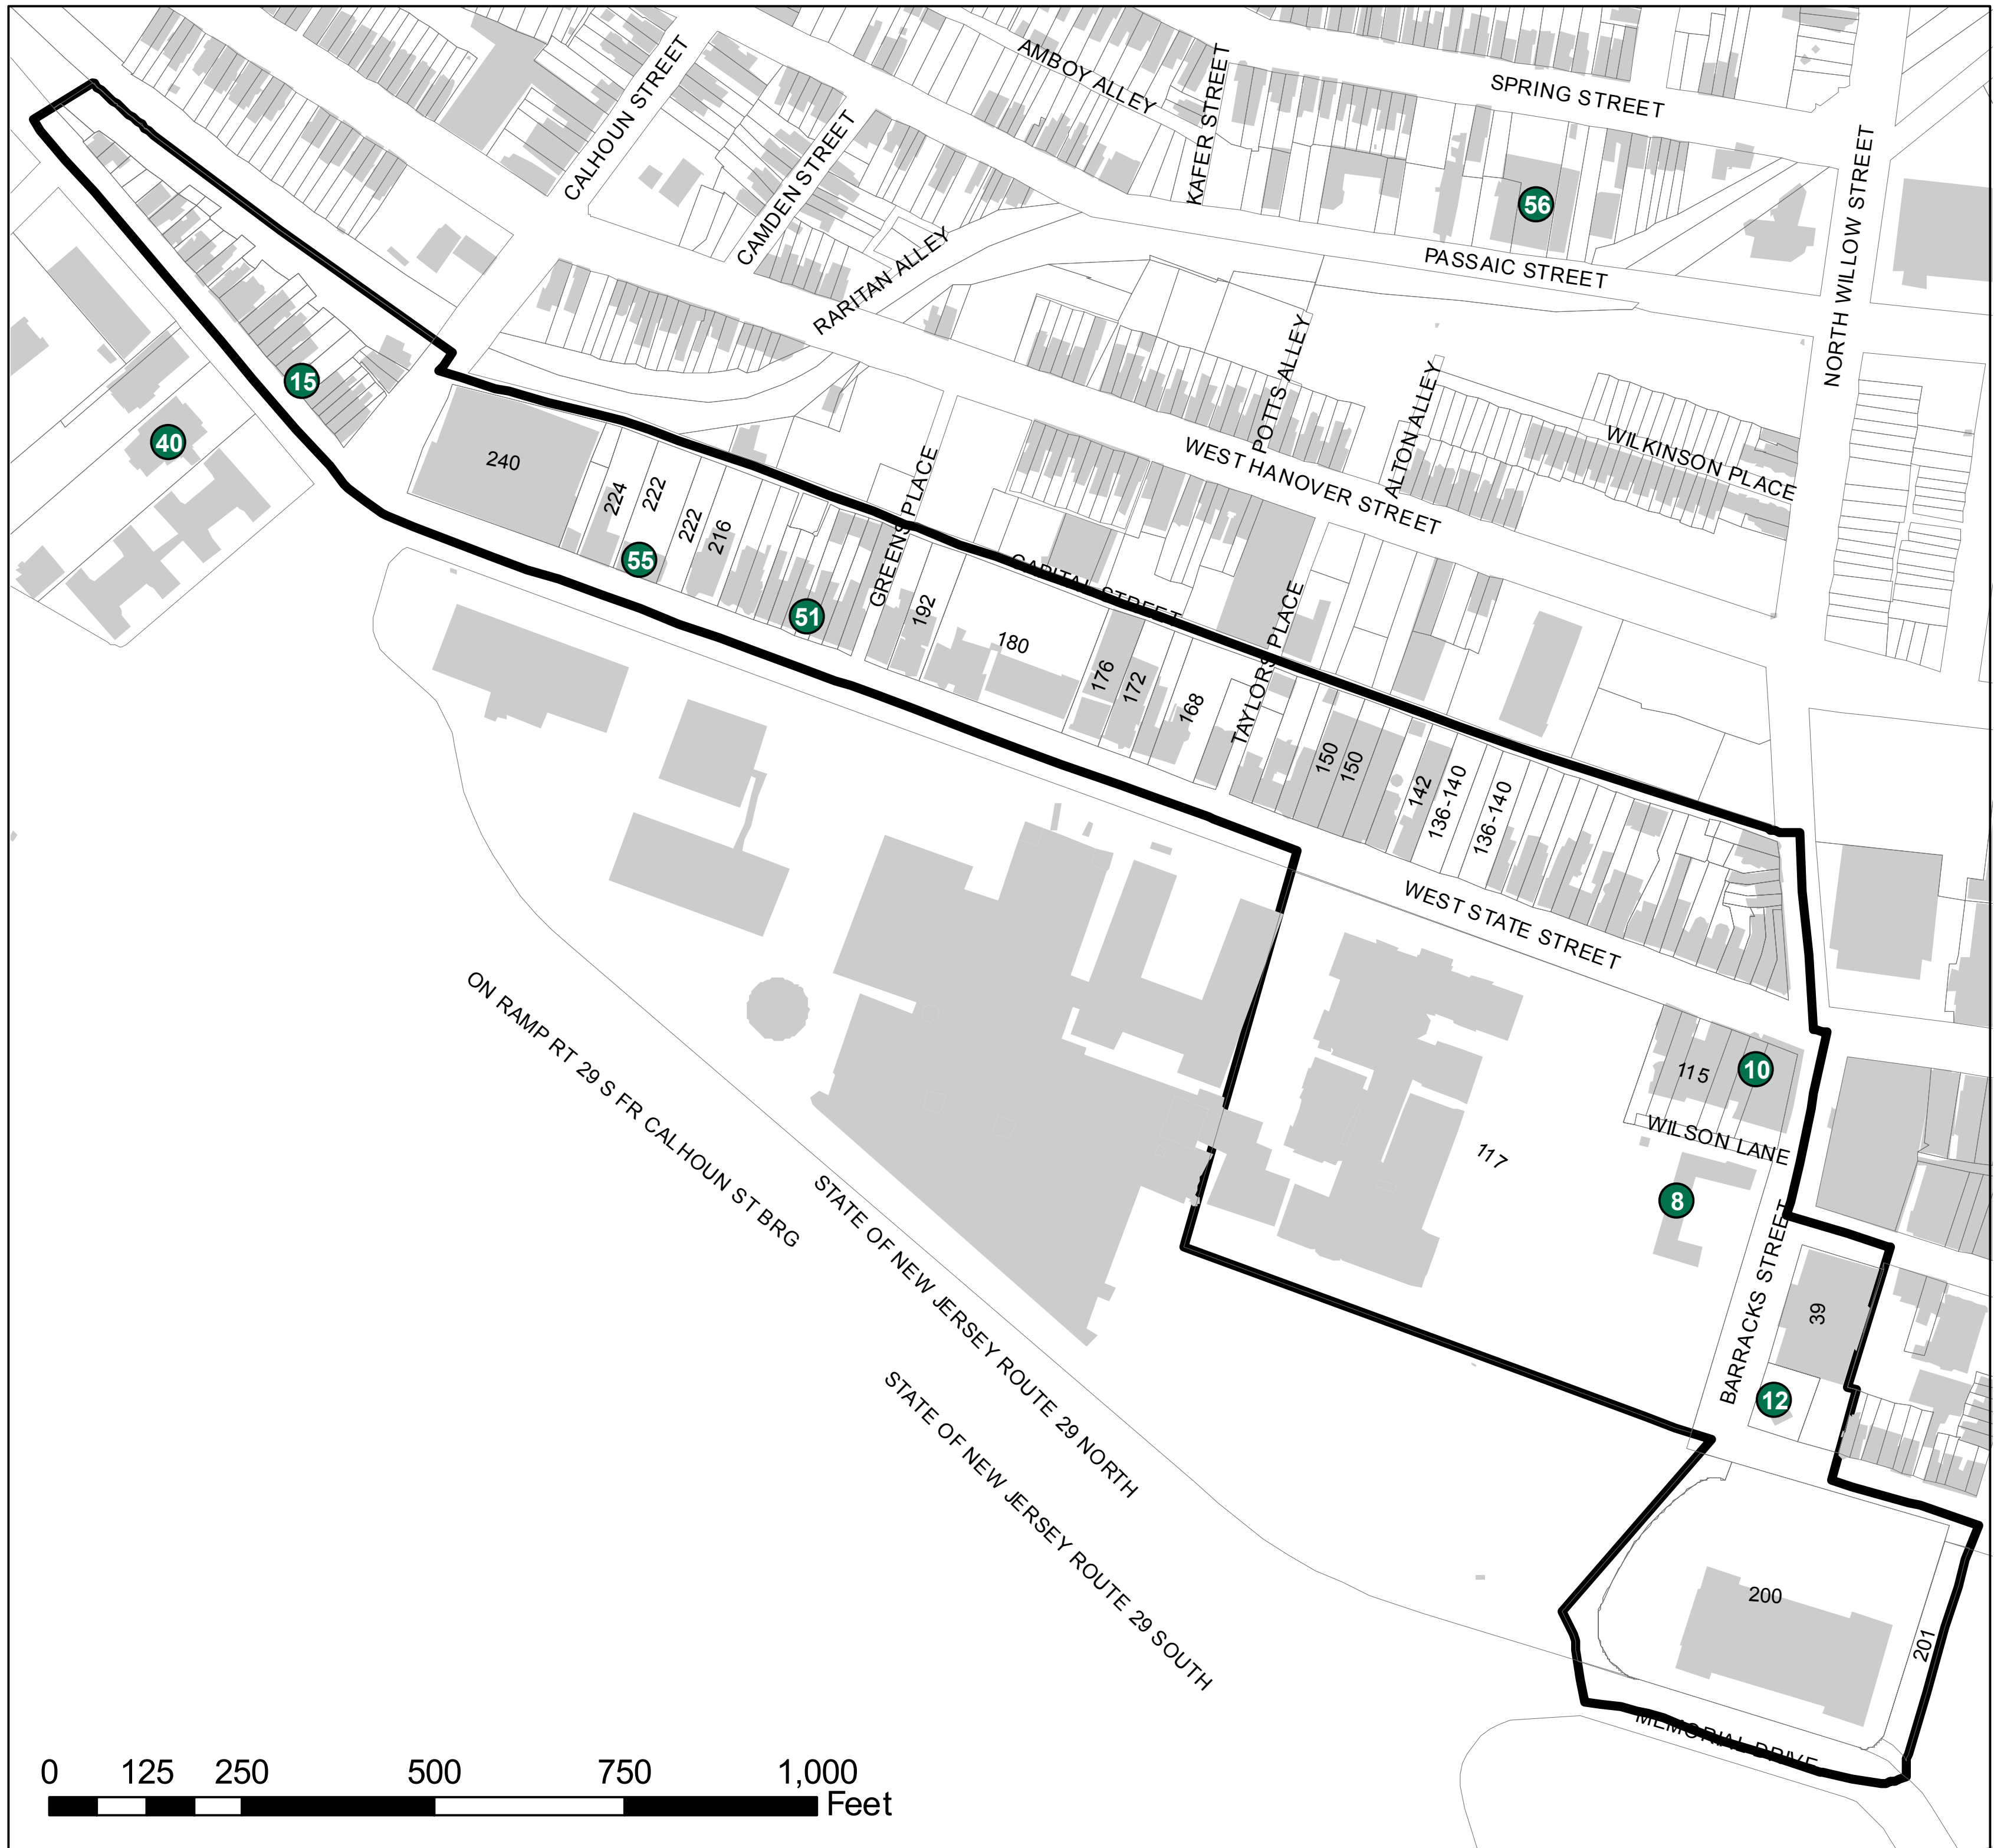 AMBOY ALLEY
KAFER STREET
SPRING STREET
CALHOUN STREET
CAMDEN STREET
56
NORTH WILLOW STREET
RARITAN ALLEY
PASSAIC STREET
15
40
POTTS ALLEY
ALTON ALLEY
WEST HANOVER STREET
WILKINSON PLACE
240
224
222
222
216
55
51
GREENS PLACE
CAPITAL STREET
192
180
176
172
168
TAYLORS PLACE
150
150
142
136-140
136-140
WEST STATE STREET
115
10
WILSON LANE
117
8
BARRACKS STREET
39
12
ON RAMP RT 29 S FR CALHOUN ST BRG
STATE OF NEW JERSEY ROUTE 29 NORTH
STATE OF NEW JERSEY ROUTE 29 SOUTH
200
201
MEMORIAL DRIVE
0 125 250 500 750 1,000
Feet